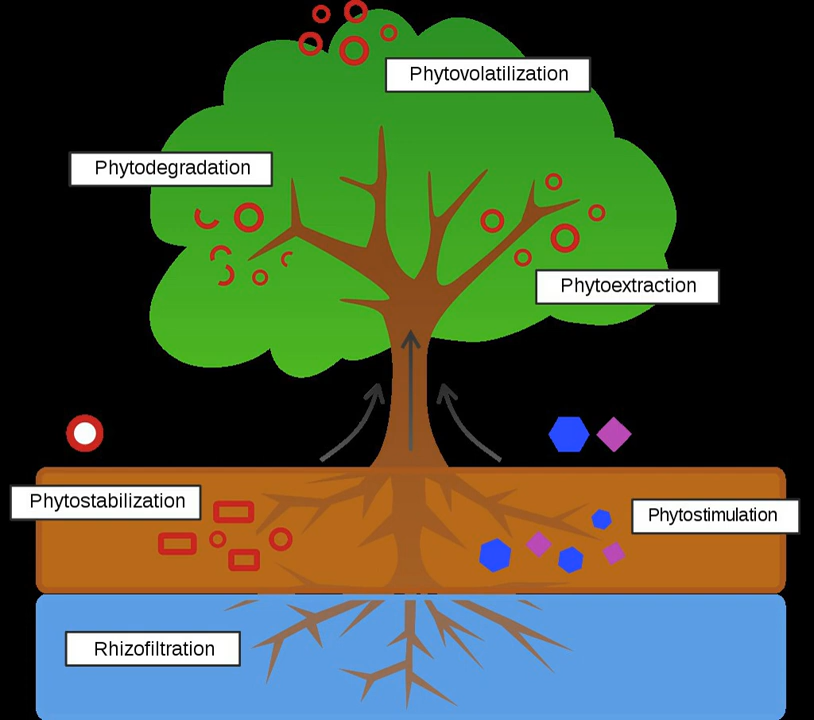 Phytovolatilization
Phytodegradation
Phytoextraction
Phytostabilization
Phytostimulation
Rhizofiltration